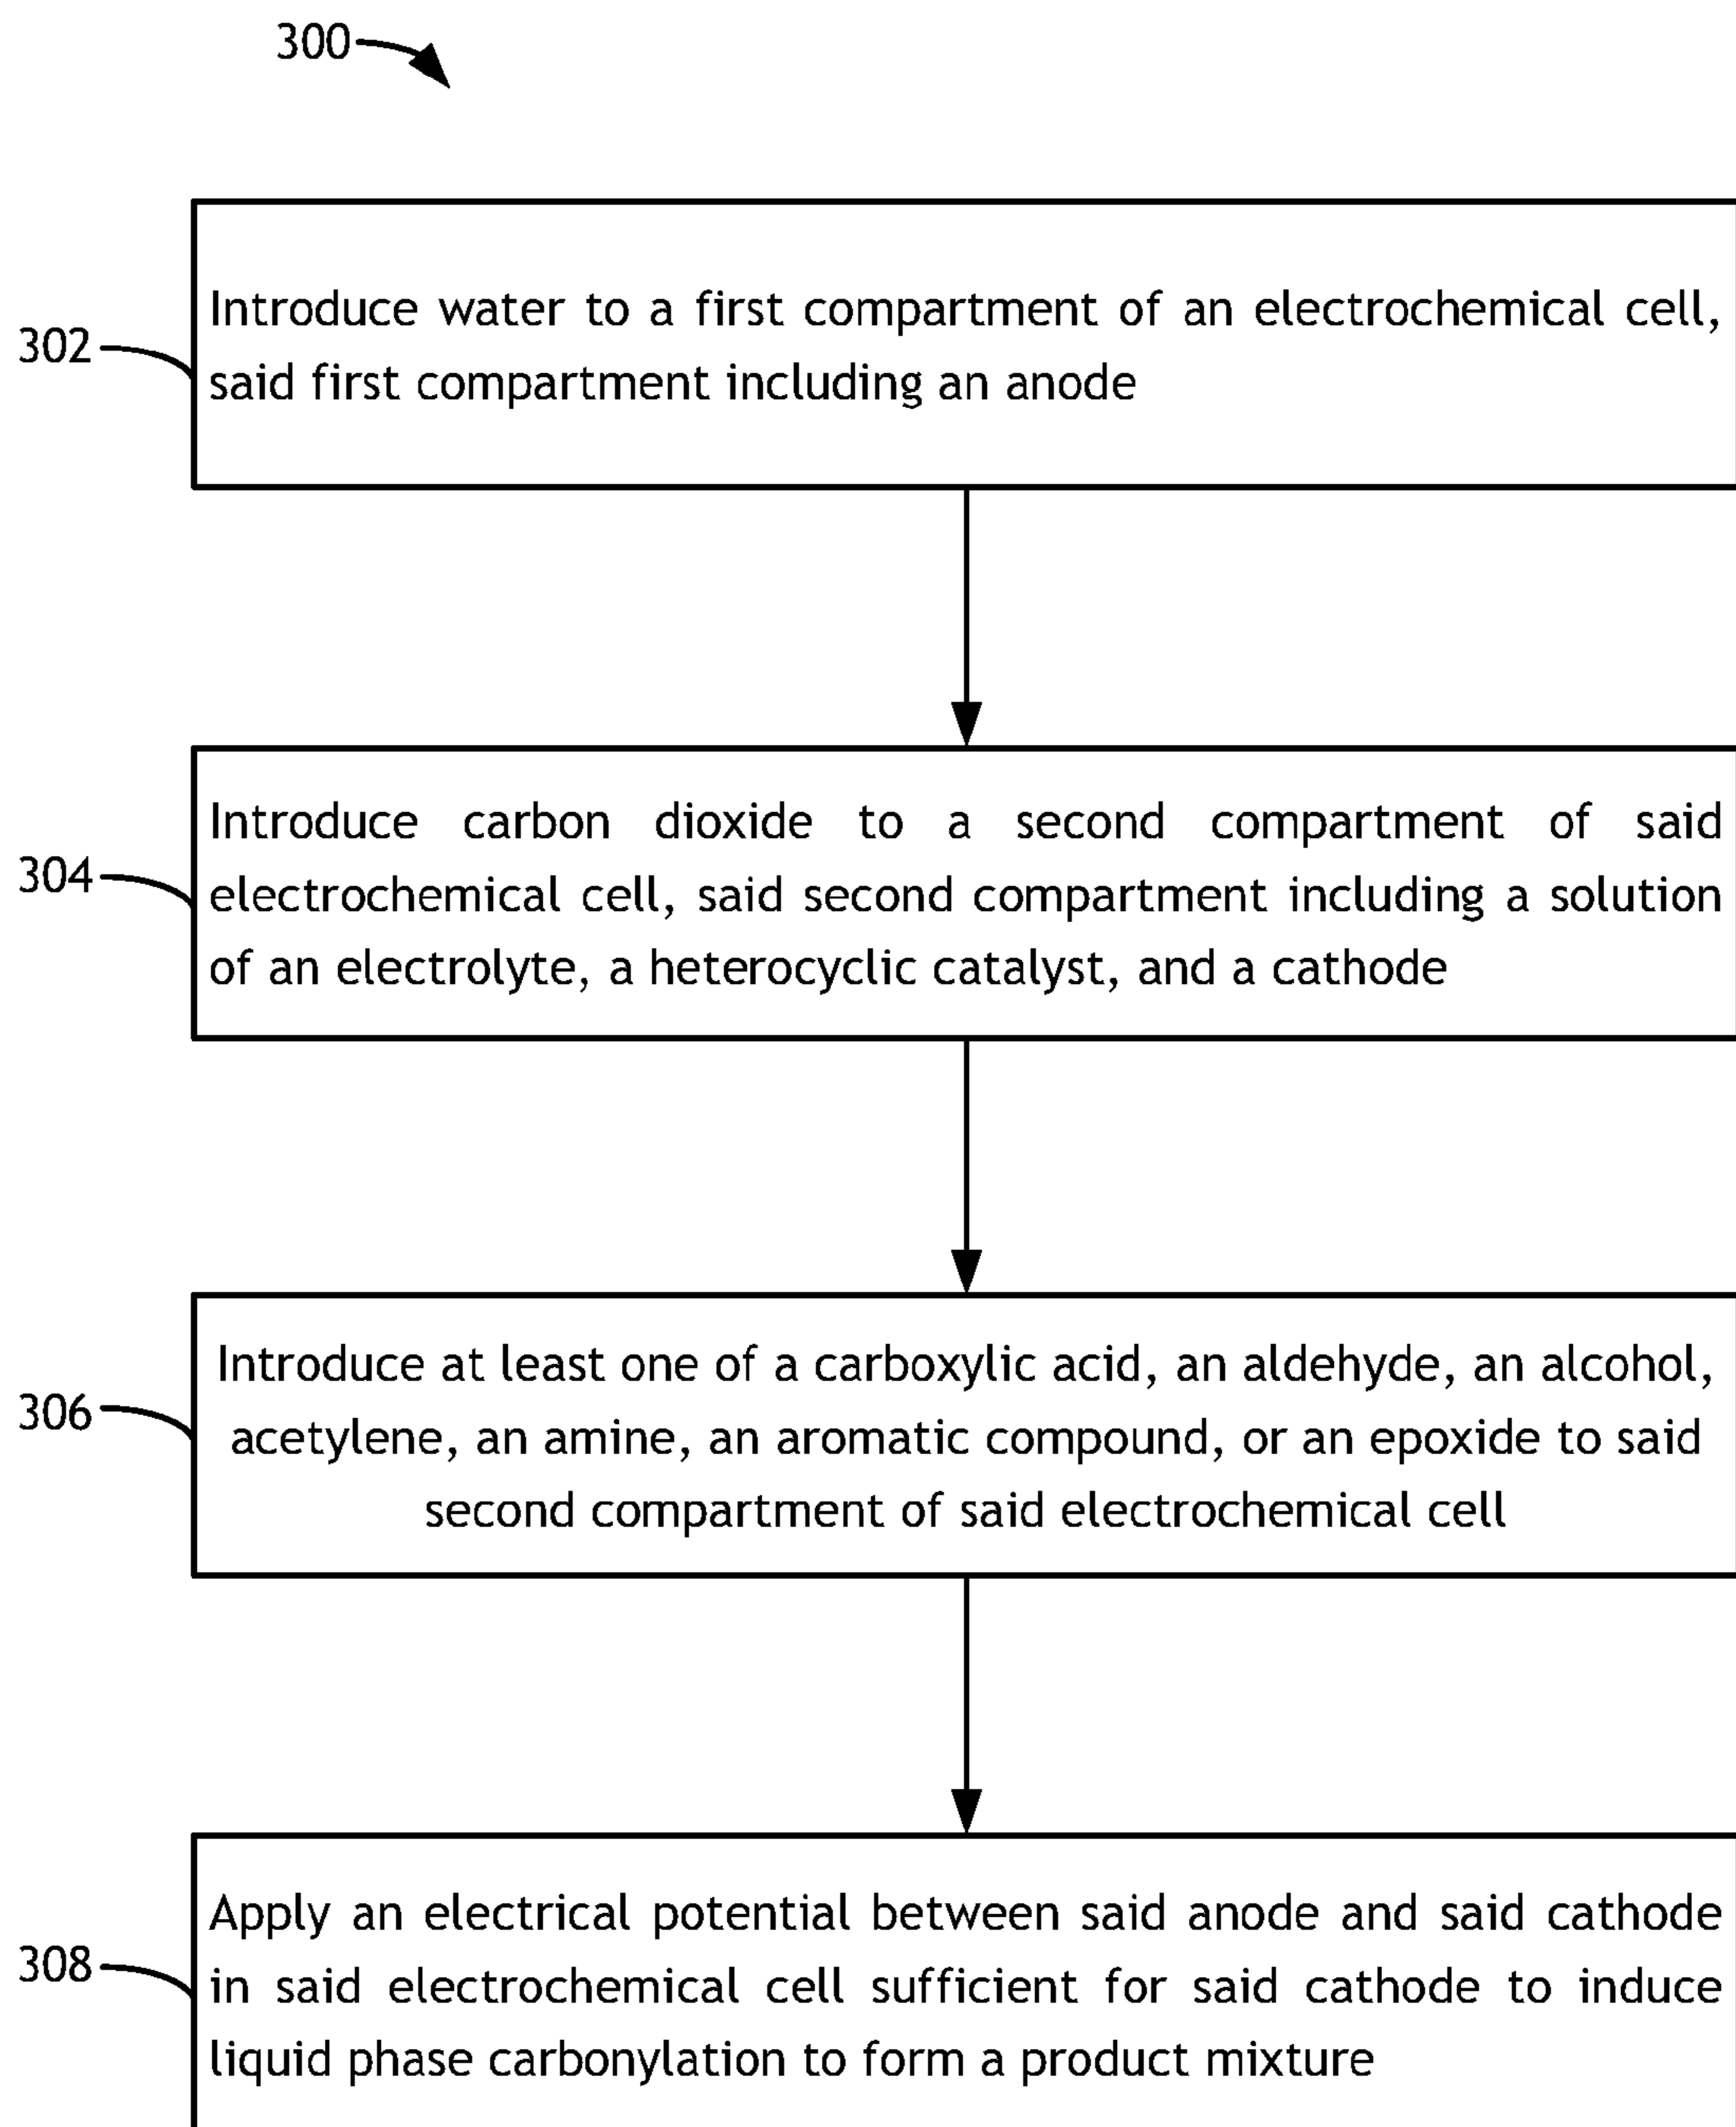 300
302
Introduce water to a first compartment of an electrochemical cell,
said first compartment including an anode
304
Introduce carbon dioxide to a second compartment of said
electrochemical cell, said second compartment including a solution
of an electrolyte, a heterocyclic catalyst, and a cathode
306
Introduce at least one of a carboxylic acid, an aldehyde, an alcohol,
acetylene, an amine, an aromatic compound, or an epoxide to said
second compartment of said electrochemical cell
308
Apply an electrical potential between said anode and said cathode
in said electrochemical cell sufficient for said cathode to induce
liquid phase carbonylation to form a product mixture